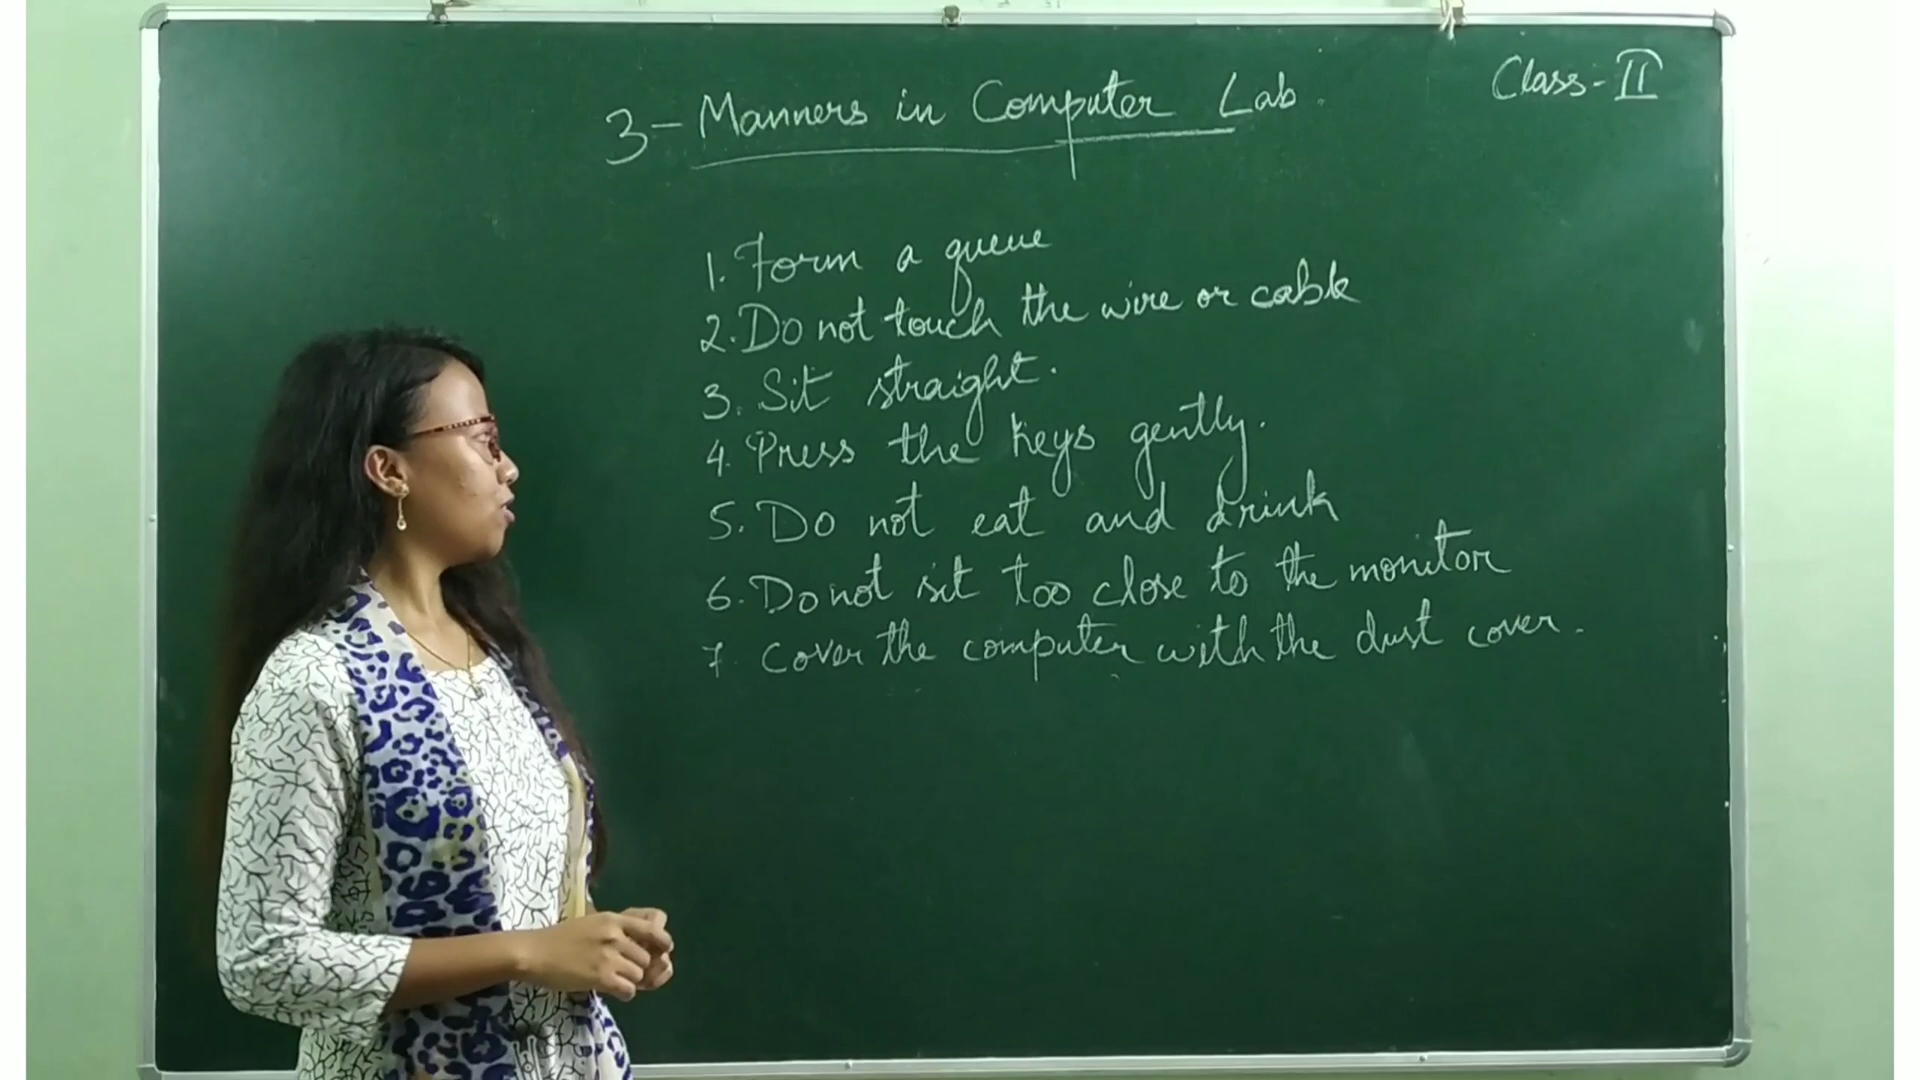 Class-II
3- Manners in Computer Lab.
1. Form a queue
2. Do not touch the wire or cable
3. Sit straight.
4. Press the keys gently.
5. Do not eat and drink
6. Do not sit too close to the monitor
7. Cover the computer with the dust cover.